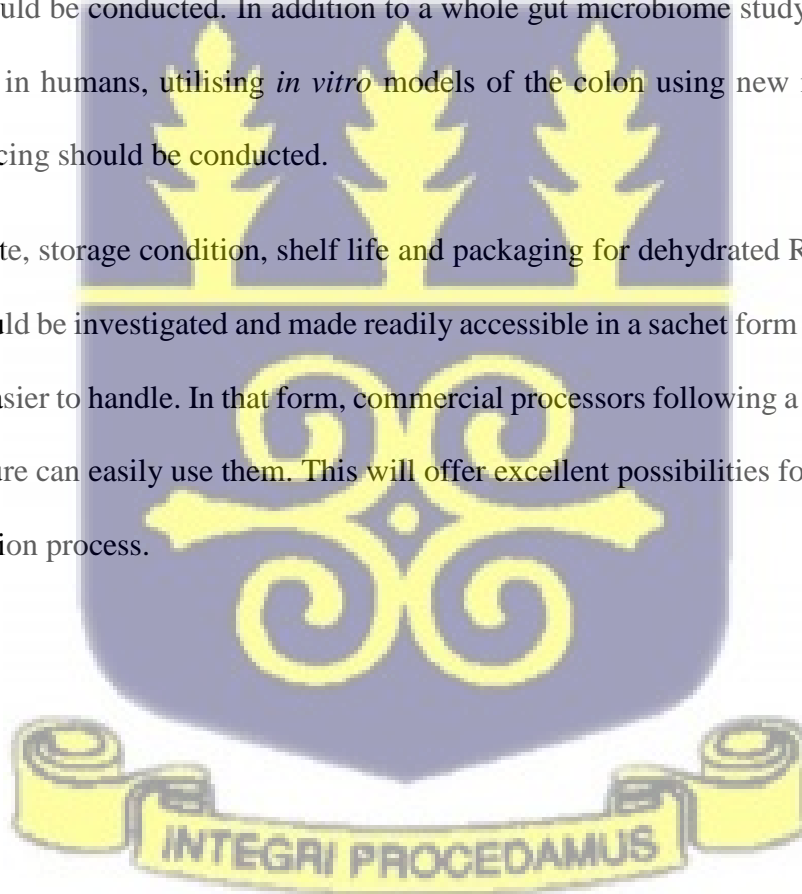 uld be conducted. In addition to a whole gut microbiome study
in humans, utilising in vitro models of the colon using new
cing should be conducted.
te, storage condition, shelf life and packaging for dehydrated R
uld be investigated and made readily accessible in a sachet form
asier to handle. In that form, commercial processors following a
ure can easily use them. This will offer excellent possibilities fo
ion process.
INTEGRI PROCEDAMUS